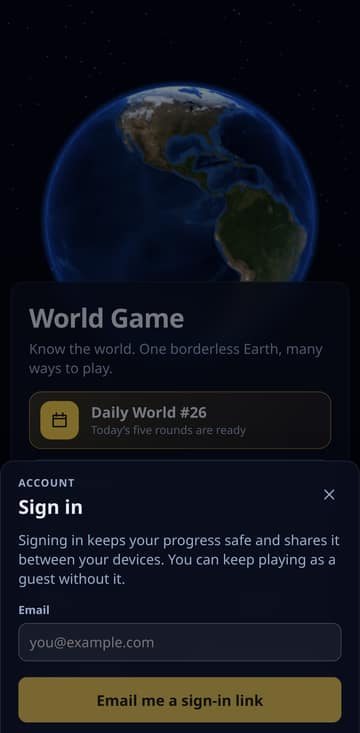 World Game
Know the world. One borderless Earth, many
ways to play.
Daily World #26
Today's five rounds are ready
ACCOUNT
Sign in
Signing in keeps your progress safe and shares it
between your devices. You can keep playing as a
guest without it.
Email
you@example.com
Email me a sign-in link